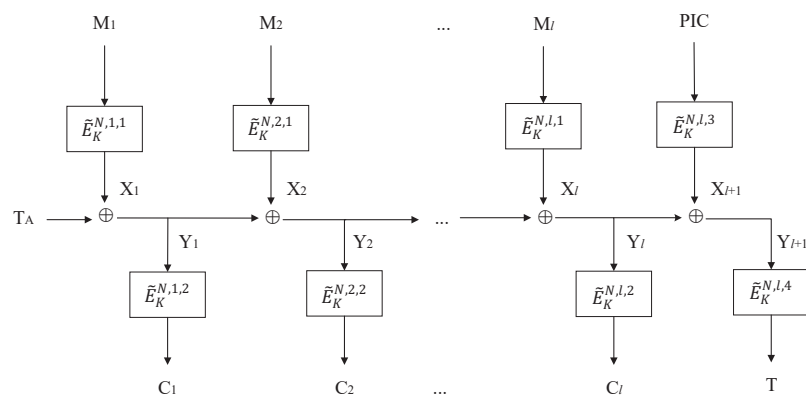 M₁ M₂ ... Mₗ PIC
Ẽ_K^{N,1,1} Ẽ_K^{N,2,1} Ẽ_K^{N,l,1} Ẽ_K^{N,l,3}
X₁ X₂ Xₗ Xₗ₊₁
T_A ⊕ ⊕ ... ⊕ ⊕
Y₁ Y₂ Yₗ Yₗ₊₁
Ẽ_K^{N,1,2} Ẽ_K^{N,2,2} Ẽ_K^{N,l,2} Ẽ_K^{N,l,4}
C₁ C₂ ... Cₗ T